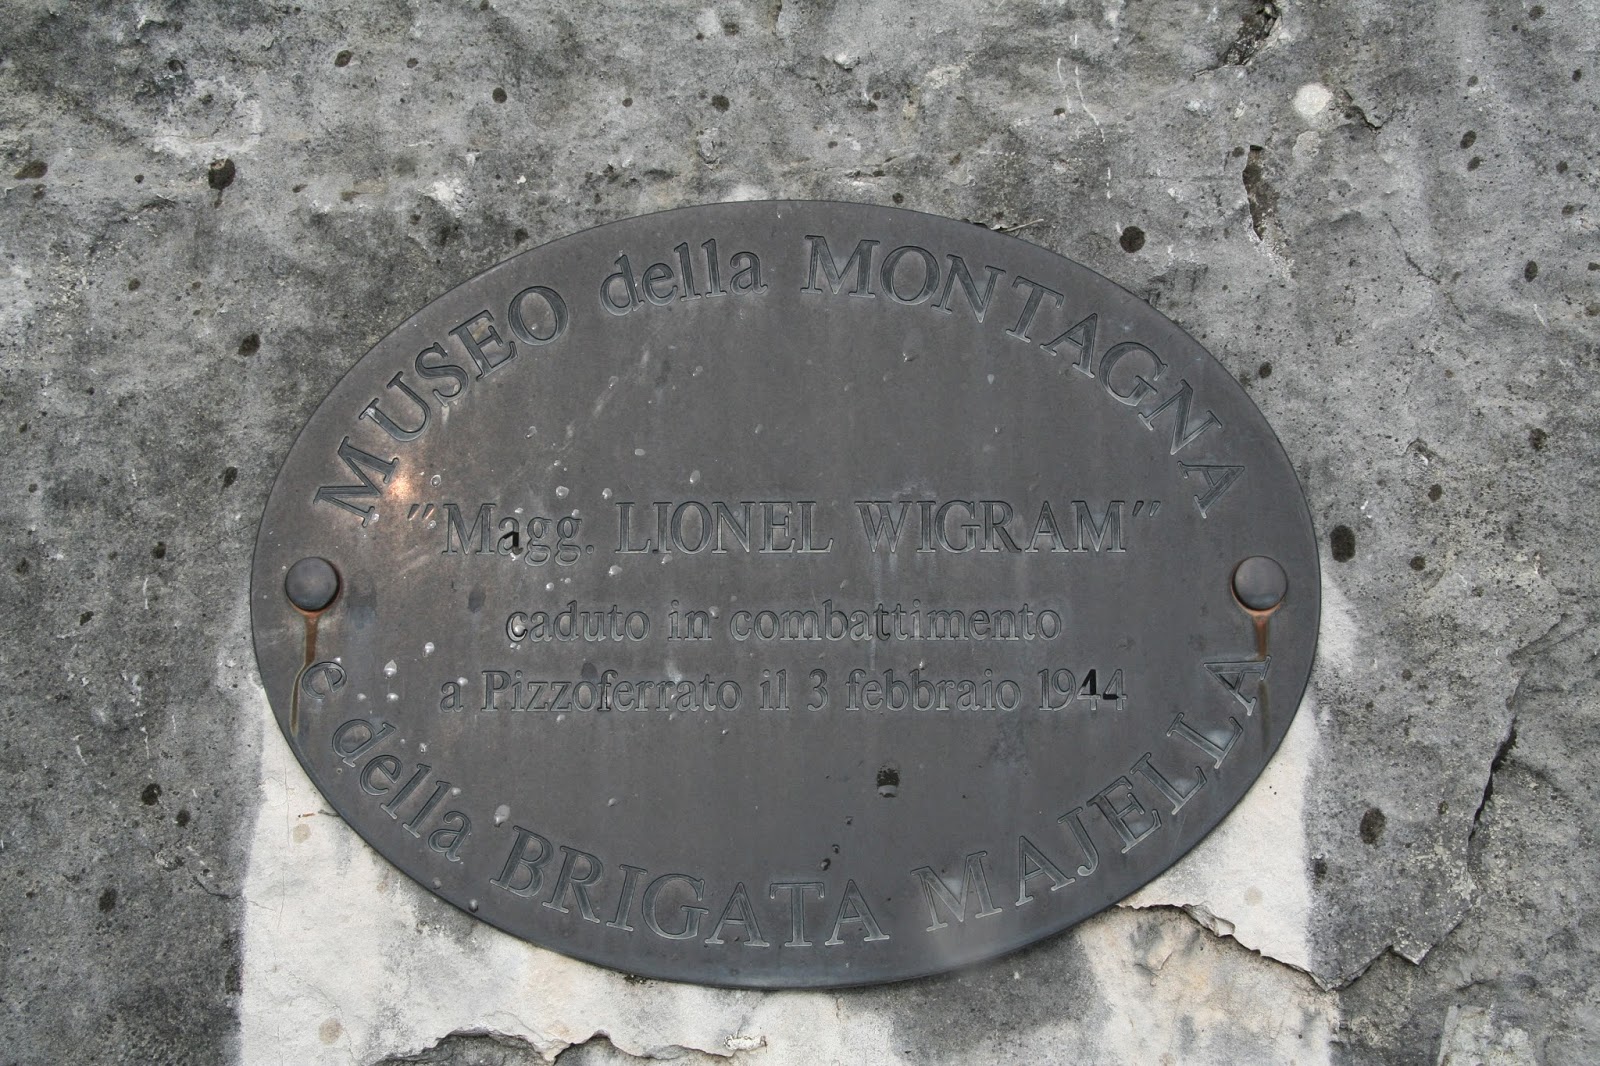 MUSEO della MONTAGNA
"Magg. LIONEL WIGRAM"
caduto in combattimento
a Pizzoferrato il 3 febbraio 1944
e della BRIGATA MAJELLA